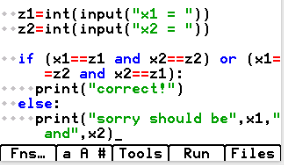 z1=int(input("x1 = "))
z2=int(input("x2 = "))
if (x1==z1 and x2==z2) or (x1=
=z2 and x2==z1):
print("correct!")
else:
print("sorry should be",x1,"
and",x2)_
Fns… a A # Tools Run Files